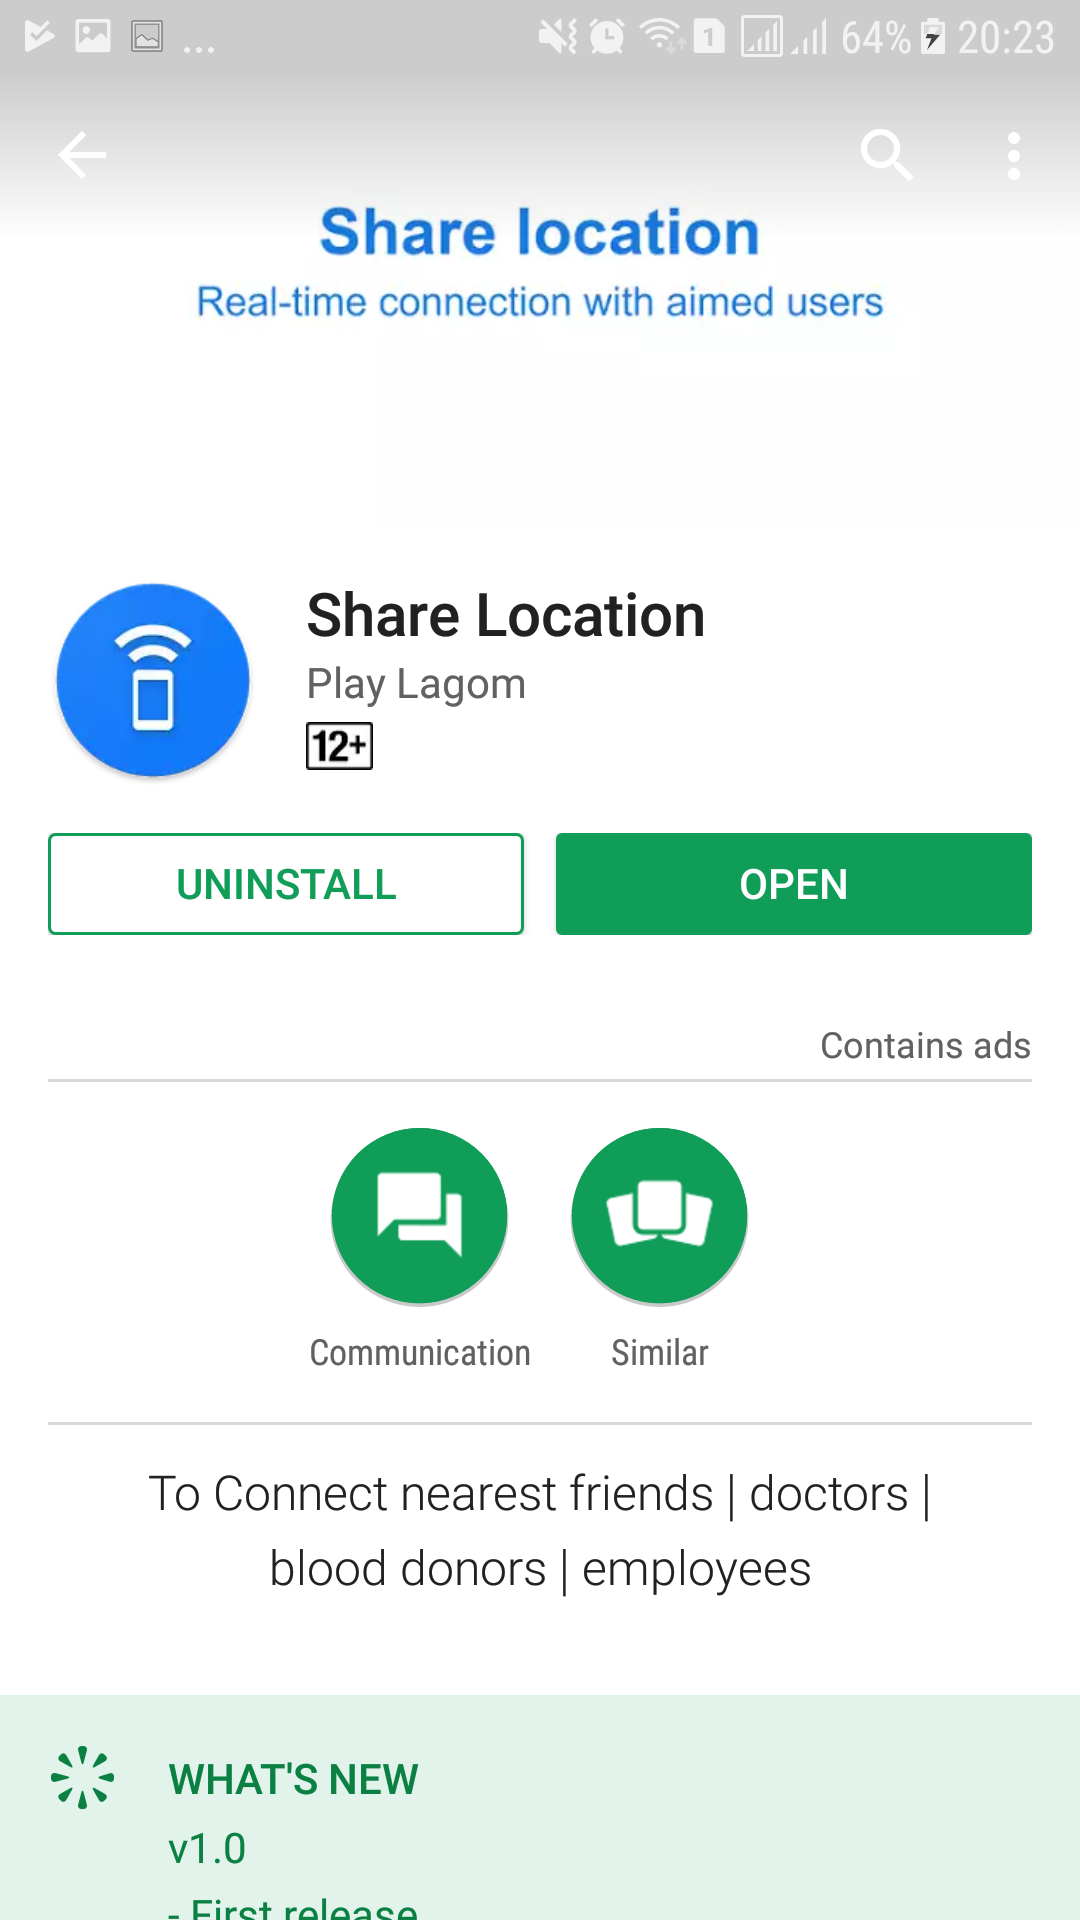 ... 1 64% 20:23
Share location
Real-time connection with aimed users
Share Location
Play Lagom
12+
UNINSTALL OPEN
Contains ads
Communication Similar
To Connect nearest friends | doctors |
blood donors | employees
WHAT'S NEW
v1.0
- First release